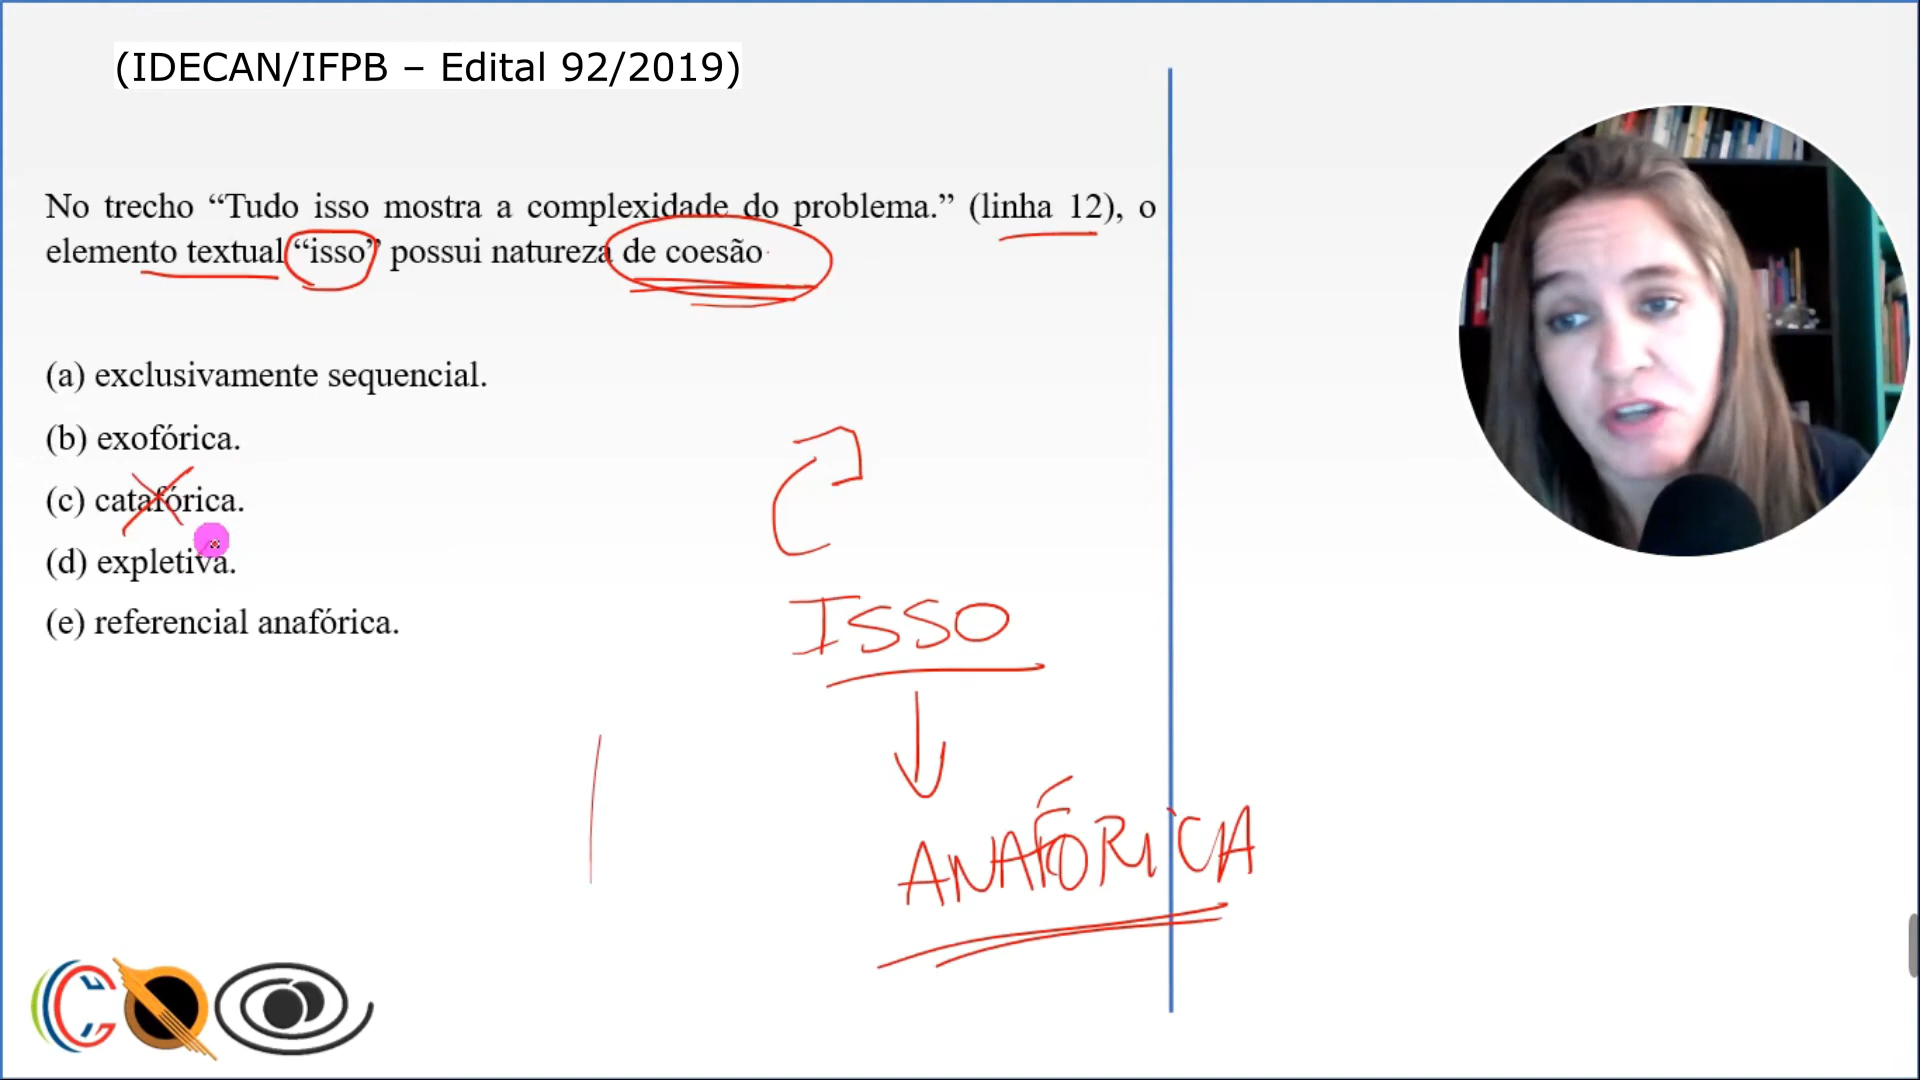 (IDECAN/IFPB – Edital 92/2019)
No trecho “Tudo isso mostra a complexidade do problema.” (linha 12), o
elemento textual “isso” possui natureza de coesão
(a) exclusivamente sequencial.
(b) exofórica.
(c) catafórica.
(d) expletiva.
(e) referencial anafórica.
ISSO
ANAFÓRICA